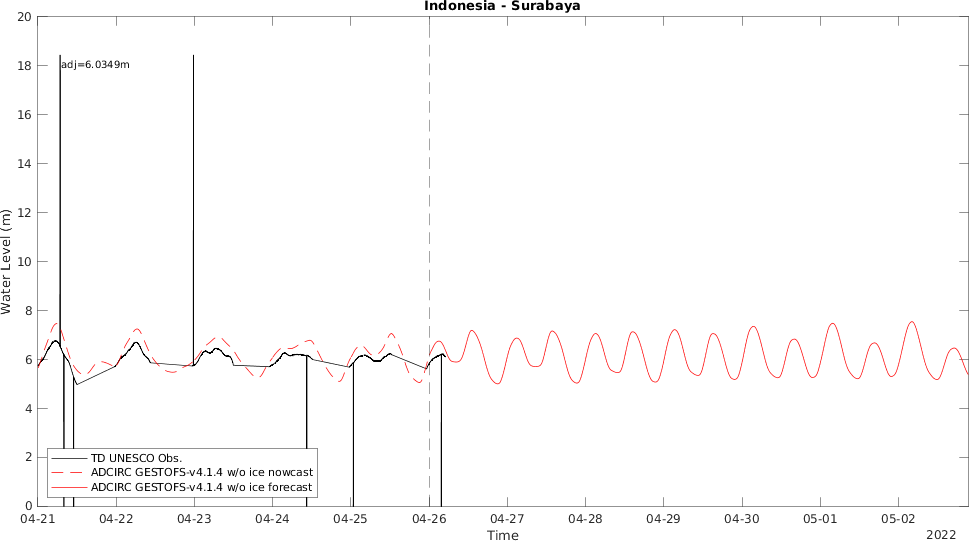 Indonesia - Surabaya
20
18
adj=6.0349m
16
14
12
10
8
6
4
2
0
Water Level (m)
TD UNESCO Obs.
ADCIRC GESTOFS-v4.1.4 w/o ice nowcast
ADCIRC GESTOFS-v4.1.4 w/o ice forecast
04-21 04-22 04-23 04-24 04-25 04-26 04-27 04-28 04-29 04-30 05-01 05-02
Time
2022